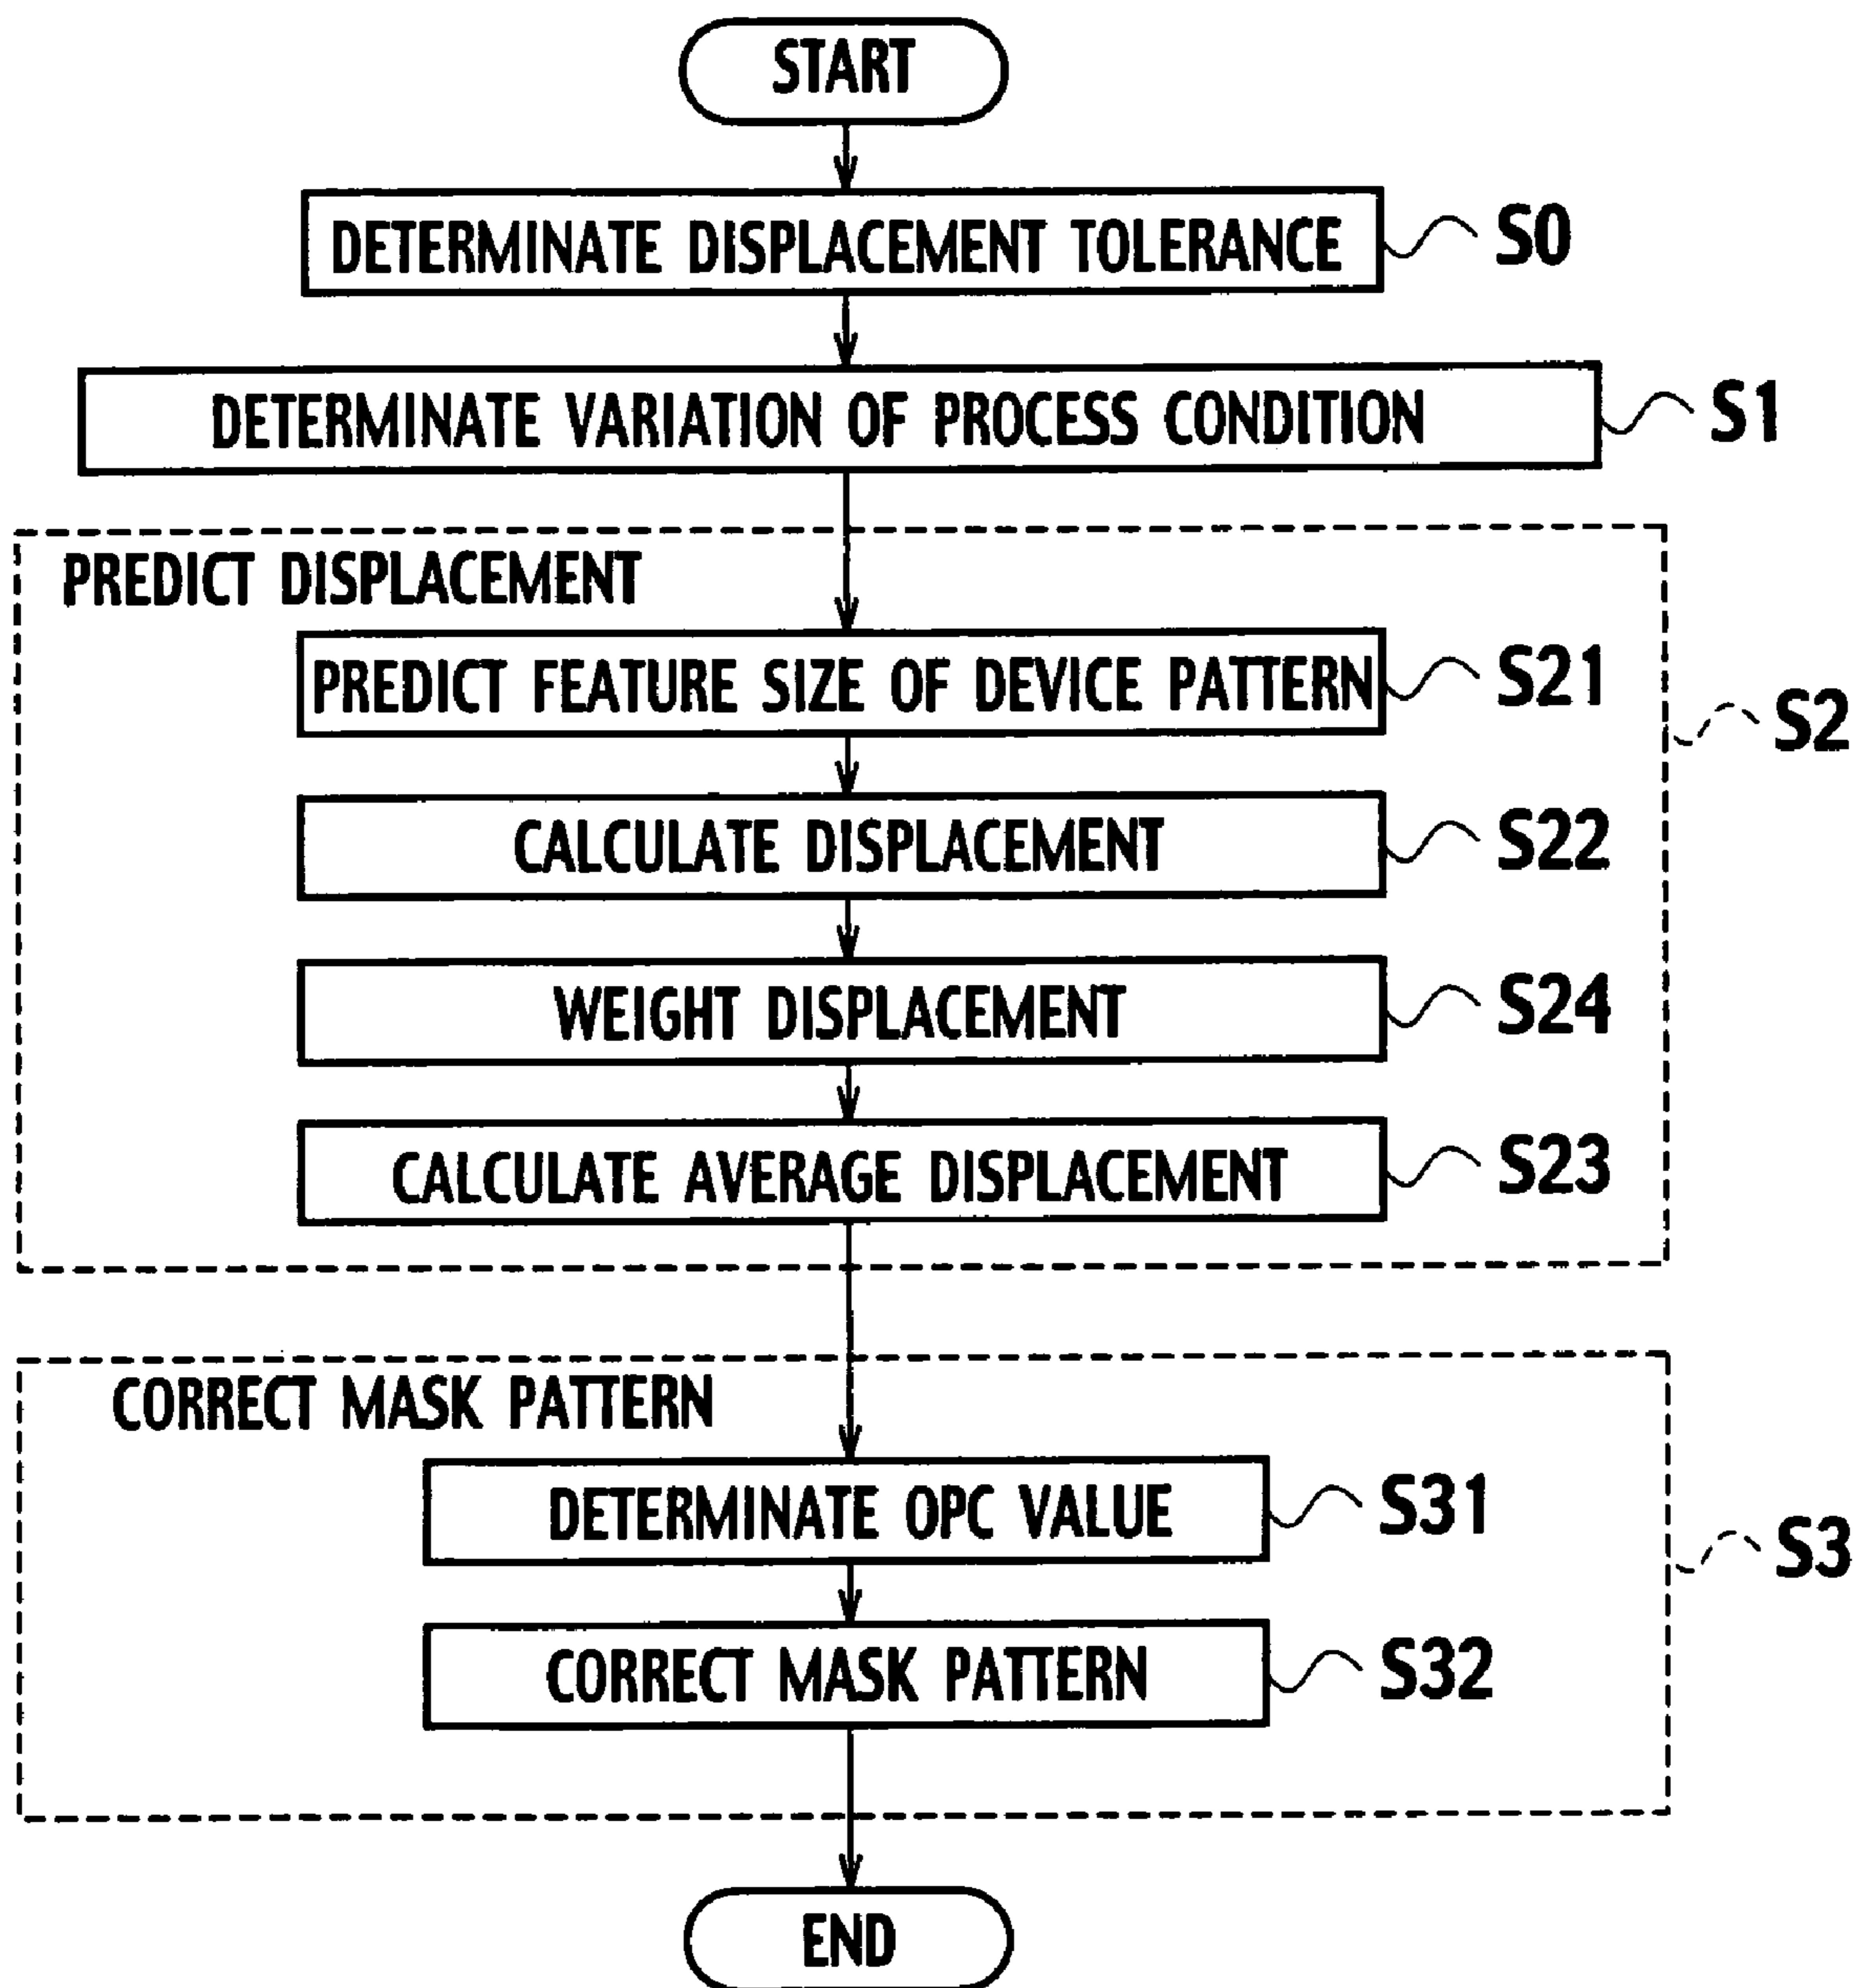 START
DETERMINATE DISPLACEMENT TOLERANCE
S0
DETERMINATE VARIATION OF PROCESS CONDITION
S1
PREDICT DISPLACEMENT
PREDICT FEATURE SIZE OF DEVICE PATTERN
S21
S2
CALCULATE DISPLACEMENT
S22
WEIGHT DISPLACEMENT
S24
CALCULATE AVERAGE DISPLACEMENT
S23
CORRECT MASK PATTERN
DETERMINATE OPC VALUE
S31
S3
CORRECT MASK PATTERN
S32
END